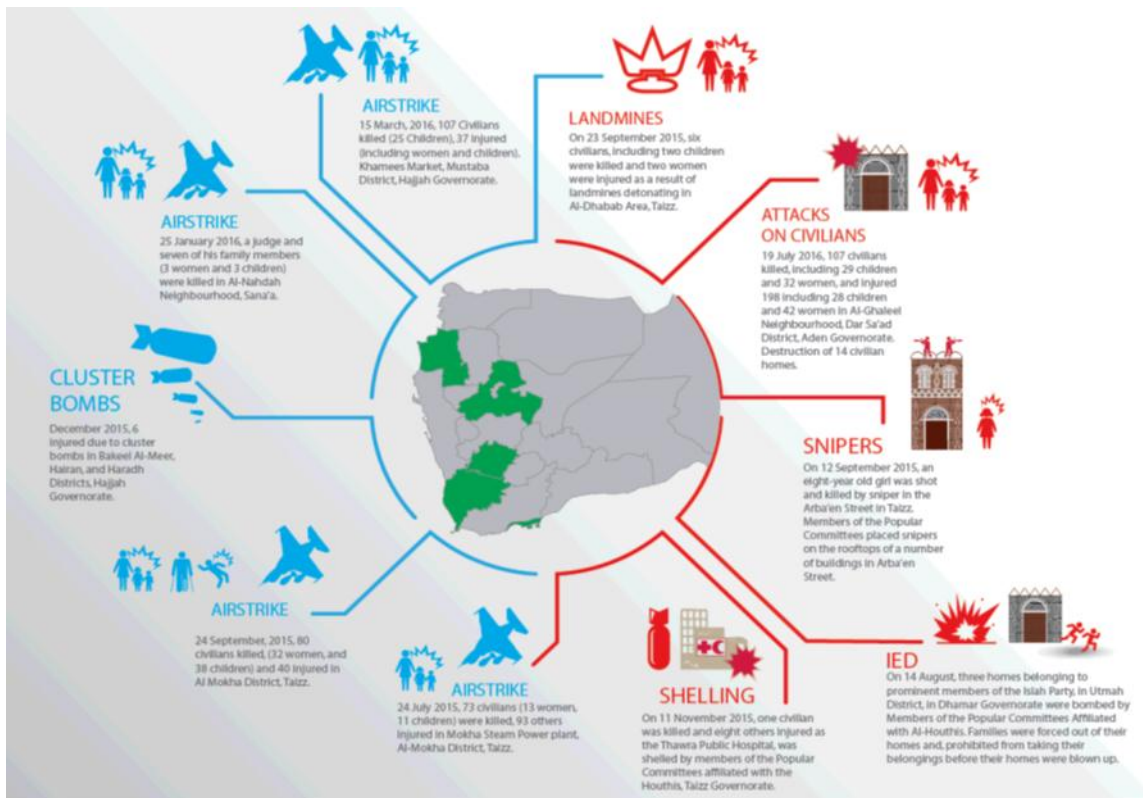 AIRSTRIKE
15 March, 2016, 107 Civilians
killed (25 Children), 37 injured
(including women and children),
Khamees Market, Mustaba
District, Hajjah Governorate.
LANDMINES
On 23 September 2015, six
civilians, including two children
were killed and two women
were injured as a result of
landmines detonating in
Al-Dhabab Area, Taizz.
AIRSTRIKE
25 January 2016, a judge and
seven of his family members
(3 women and 3 children)
were killed in Al-Nahdah
Neighbourhood, Sana'a.
ATTACKS
ON CIVILIANS
19 July 2016, 107 civilians
killed, including 29 children
and 32 women, and injured
198 including 28 children
and 42 women in Al-Ghaleel
Neighbourhood, Dar Sa'ad
District, Aden Governorate.
Destruction of 14 civilian
homes.
CLUSTER
BOMBS
December 2015, 6
injured due to cluster
bombs in Bakeel Al-Meer,
Hairan, and Haradh
Districts, Hajjah
Governorate.
SNIPERS
On 12 September 2015, an
eight-year old girl was shot
and killed by sniper in the
Arba'en Street in Taizz.
Members of the Popular
Committees placed snipers
on the rooftops of a number
of buildings in Arba'en
Street.
AIRSTRIKE
24 September, 2015, 80
civilians killed, (32 women, and
38 children) and 40 injured in
Al Mokha District, Taizz.
AIRSTRIKE
24 July 2015, 73 civilians (13 women,
11 children) were killed, 93 others
injured in Mokha Steam Power plant,
Al-Mokha District, Taizz.
SHELLING
On 11 November 2015, one civilian
was killed and eight others injured as
the Thawra Public Hospital, was
shelled by members of the Popular
Committees affiliated with the
Houthis, Taizz Governorate.
IED
On 14 August, three homes belonging to
prominent members of the Islah Party, in Utmah
District, in Dhamar Governorate were bombed by
Members of the Popular Committees Affiliated
with Al-Houthis. Families were forced out of their
homes and, prohibited from taking their
belongings before their homes were blown up.